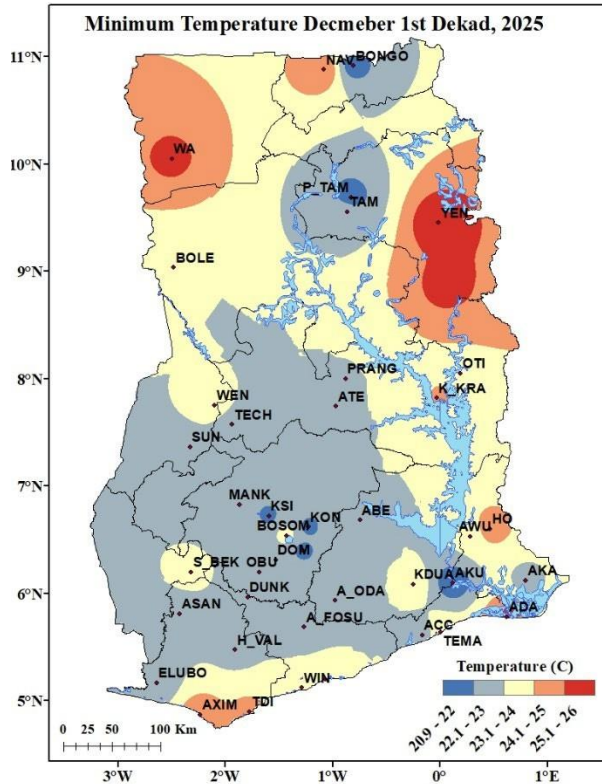 Minimum Temperature Decmeber 1st Dekad, 2025
11°N
NAV
BONGO
WA
10°N
P_TAM
TAM
YEN
9°N
BOLE
OTI
8°N
PRANG
K_KRA
WEN
ATE
TECH
SUN
7°N
MANK
KSI
KON
ABE
BOSOM
HO
AWU
DOM
S_BEK
OBU
KDUA
AKU
AKA
6°N
DUNK
A_ODA
ASAN
ADA
A_FOSU
ACC
TEMA
H_VAL
ELUBO
WIN
5°N
AXIM
TDI
Temperature (C)
20.9 - 22
22.1 - 23
23.1 - 24
24.1 - 25
25.1 - 26
0 25 50 100 Km
3°W 2°W 1°W 0° 1°E